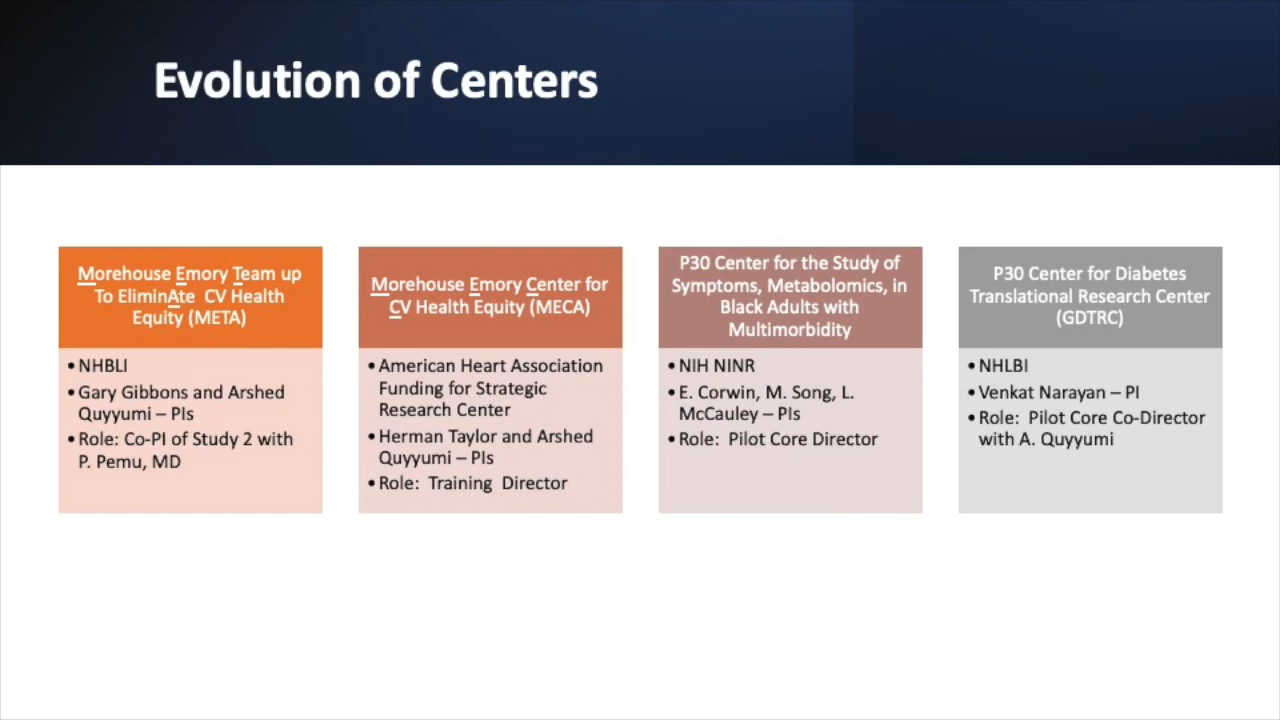 Evolution of Centers
Morehouse Emory Team up
To EliminAte CV Health
Equity (META)
• NHBLI
• Gary Gibbons and Arshed
Quyyumi – PIs
• Role: Co-PI of Study 2 with
P. Pemu, MD
Morehouse Emory Center for
CV Health Equity (MECA)
• American Heart Association
Funding for Strategic
Research Center
• Herman Taylor and Arshed
Quyyumi – PIs
• Role: Training Director
P30 Center for the Study of
Symptoms, Metabolomics, in
Black Adults with
Multimorbidity
• NIH NINR
• E. Corwin, M. Song, L.
McCauley – PIs
• Role: Pilot Core Director
P30 Center for Diabetes
Translational Research Center
(GDTRC)
• NHLBI
• Venkat Narayan – PI
• Role: Pilot Core Co-Director
with A. Quyyumi